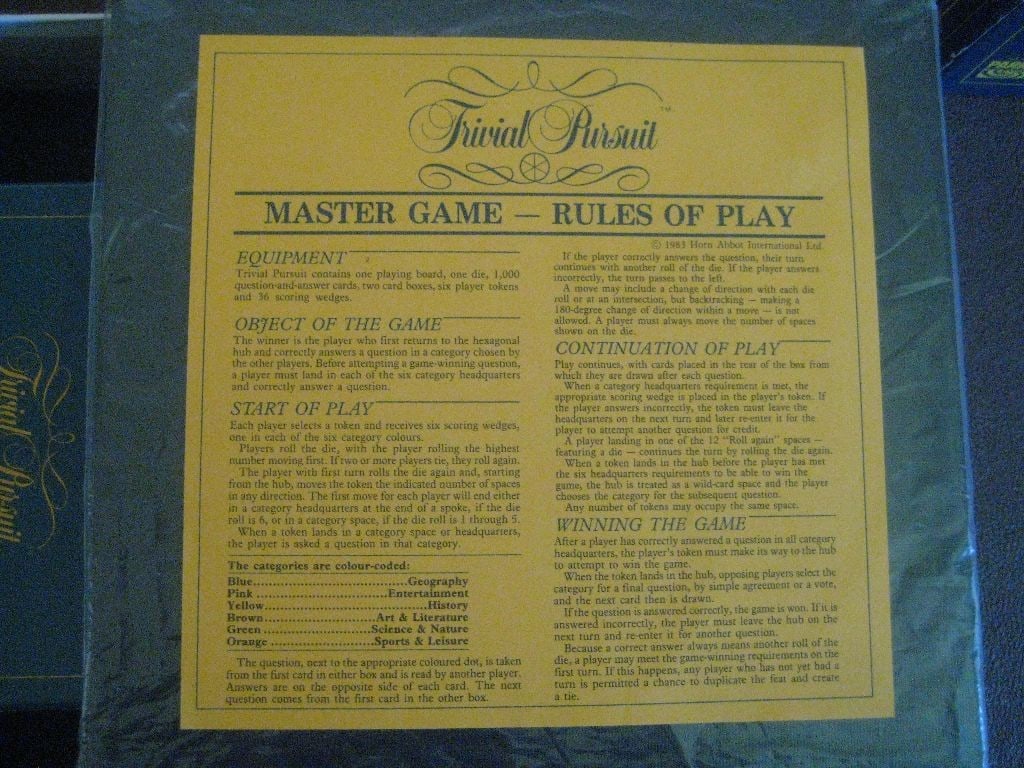 Trivial Pursuit ™
MASTER GAME — RULES OF PLAY
© 1983 Horn Abbot International Ltd.
EQUIPMENT
Trivial Pursuit contains one playing board, one die, 1,000
question-and-answer cards, two card boxes, six player tokens
and 36 scoring wedges.
OBJECT OF THE GAME
The winner is the player who first returns to the hexagonal
hub and correctly answers a question in a category chosen by
the other players. Before attempting a game-winning question,
a player must land in each of the six category headquarters
and correctly answer a question.
START OF PLAY
Each player selects a token and receives six scoring wedges,
one in each of the six category colours.
Players roll the die, with the player rolling the highest
number moving first. If two or more players tie, they roll again.
The player with first turn rolls the die again and, starting
from the hub, moves the token the indicated number of spaces
in any direction. The first move for each player will end either
in a category headquarters at the end of a spoke, if the die
roll is 6, or in a category space, if the die roll is 1 through 5.
When a token lands in a category space or headquarters,
the player is asked a question in that category.
The categories are colour-coded:
Blue......................................Geography
Pink ................................Entertainment
Yellow..........................................History
Brown...........................Art & Literature
Green ..........................Science & Nature
Orange .........................Sports & Leisure
The question, next to the appropriate coloured dot, is taken
from the first card in either box and is read by another player.
Answers are on the opposite side of each card. The next
question comes from the first card in the other box.
If the player correctly answers the question, their turn
continues with another roll of the die. If the player answers
incorrectly, the turn passes to the left.
A move may include a change of direction with each die
roll or at an intersection, but backtracking — making a
180-degree change of direction within a move — is not
allowed. A player must always move the number of spaces
shown on the die.
CONTINUATION OF PLAY
Play continues, with cards placed in the rear of the box from
which they are drawn after each question.
When a category headquarters requirement is met, the
appropriate scoring wedge is placed in the player's token. If
the player answers incorrectly, the token must leave the
headquarters on the next turn and later re-enter it for the
player to attempt another question for credit.
A player landing in one of the 12 "Roll again" spaces —
featuring a die — continues the turn by rolling the die again.
When a token lands in the hub before the player has met
the six headquarters requirements to be able to win the
game, the hub is treated as a wild-card space and the player
chooses the category for the subsequent question.
Any number of tokens may occupy the same space.
WINNING THE GAME
After a player has correctly answered a question in all category
headquarters, the player's token must make its way to the hub
to attempt to win the game.
When the token lands in the hub, opposing players select the
category for a final question, by simple agreement or a vote,
and the next card then is drawn.
If the question is answered correctly, the game is won. If it is
answered incorrectly, the player must leave the hub on the
next turn and re-enter it for another question.
Because a correct answer always means another roll of the
die, a player may meet the game-winning requirements on the
first turn. If this happens, any player who has not yet had a
turn is permitted a chance to duplicate the feat and create
a tie.
Trivial Pursuit